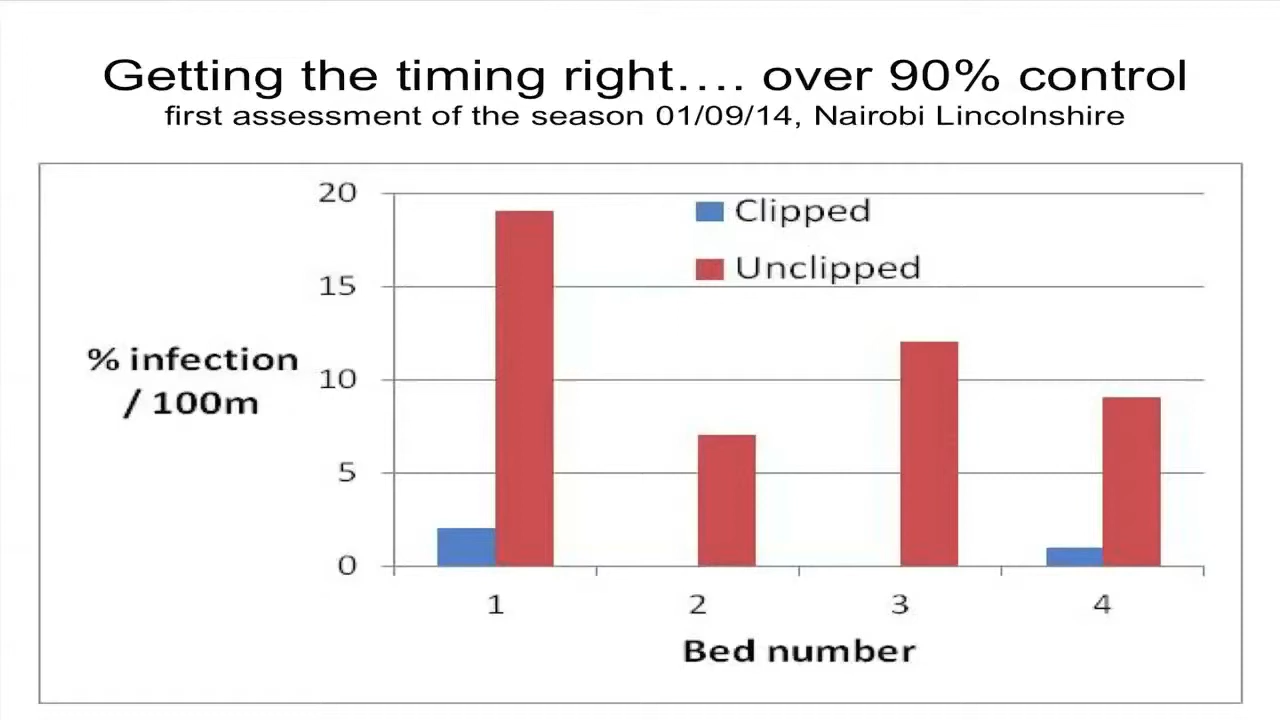 Getting the timing right.... over 90% control
first assessment of the season 01/09/14, Nairobi Lincolnshire
20
Clipped
Unclipped
15
% infection
/ 100m
10
5
0
1 2 3 4
Bed number